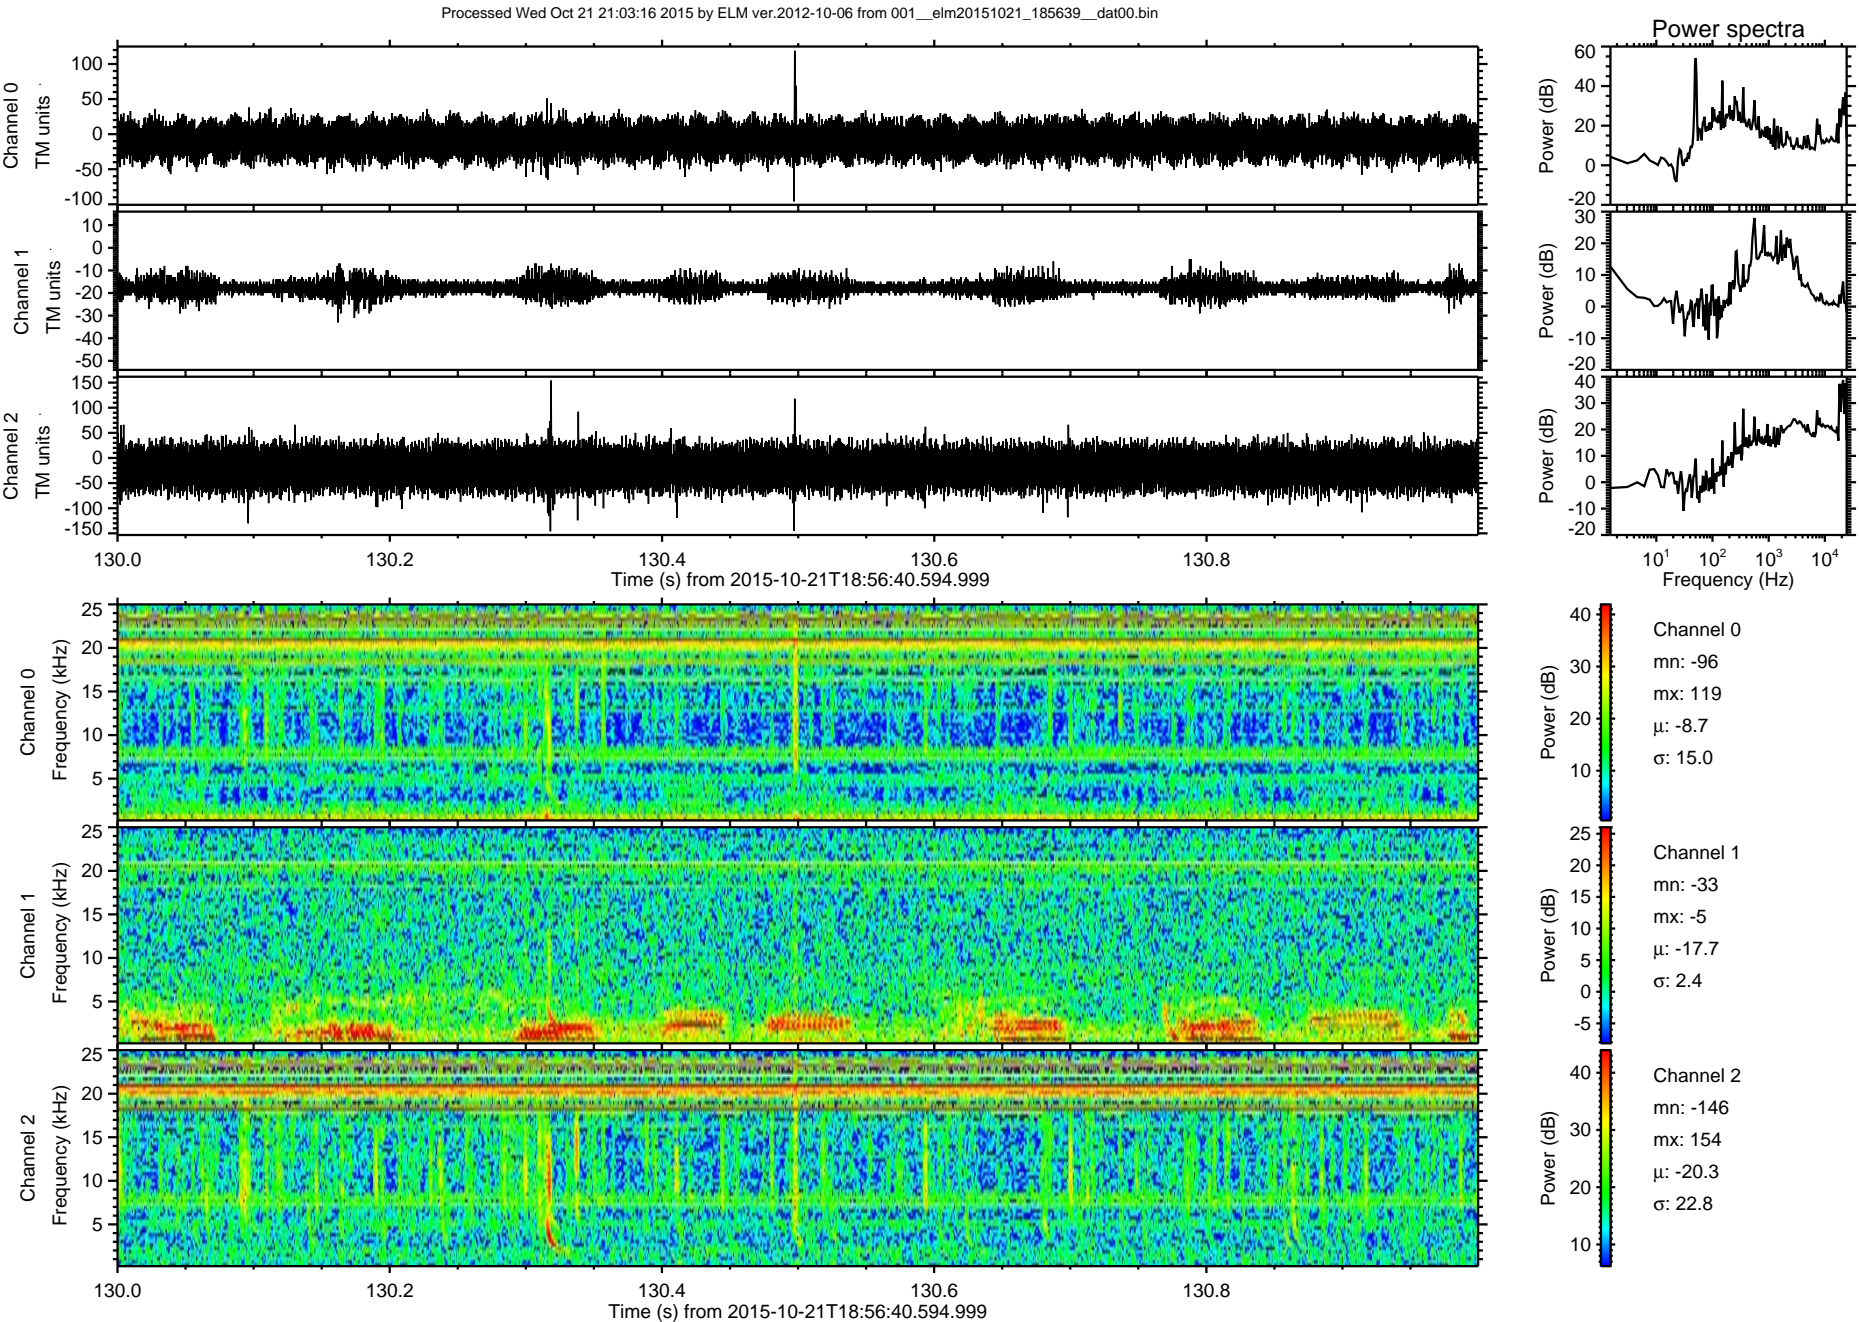 Processed Wed Oct 21 21:03:16 2015 by ELM ver.2012-10-06 from 001__elm20151021_185639__dat00.bin
Power spectra
Channel 0
TM units
100
50
0
-50
-100
Power (dB)
60
40
20
0
-20
Channel 1
TM units
10
0
-10
-20
-30
-40
-50
Power (dB)
30
20
10
0
-10
-20
Channel 2
TM units
150
100
50
0
-50
-100
-150
Power (dB)
40
30
20
10
0
-10
-20
130.0 130.2 130.4 130.6 130.8
Time (s) from 2015-10-21T18:56:40.594.999
10¹ 10² 10³ 10⁴
Frequency (Hz)
Channel 0
Frequency (kHz)
25
20
15
10
5
Power (dB)
40
30
20
10
Channel 0
mn: -96
mx: 119
μ: -8.7
σ: 15.0
Channel 1
Frequency (kHz)
25
20
15
10
5
Power (dB)
25
20
15
10
5
0
-5
Channel 1
mn: -33
mx: -5
μ: -17.7
σ: 2.4
Channel 2
Frequency (kHz)
25
20
15
10
5
Power (dB)
40
30
20
10
Channel 2
mn: -146
mx: 154
μ: -20.3
σ: 22.8
130.0 130.2 130.4 130.6 130.8
Time (s) from 2015-10-21T18:56:40.594.999